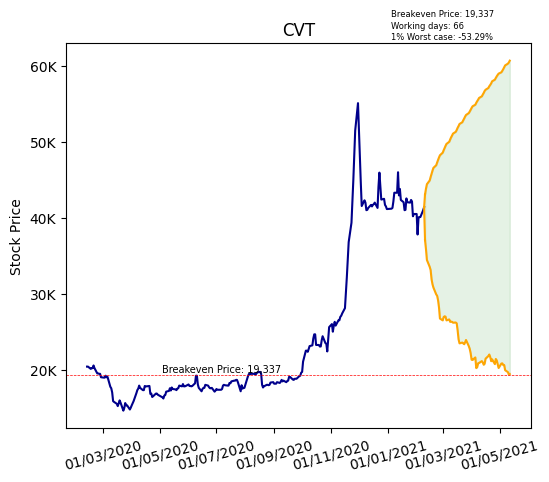 Breakeven Price: 19,337
Working days: 66
1% Worst case: -53.29%
CVT
60K
50K
40K
30K
20K
Stock Price
Breakeven Price: 19,337
01/03/2020
01/05/2020
01/07/2020
01/09/2020
01/11/2020
01/01/2021
01/03/2021
01/05/2021